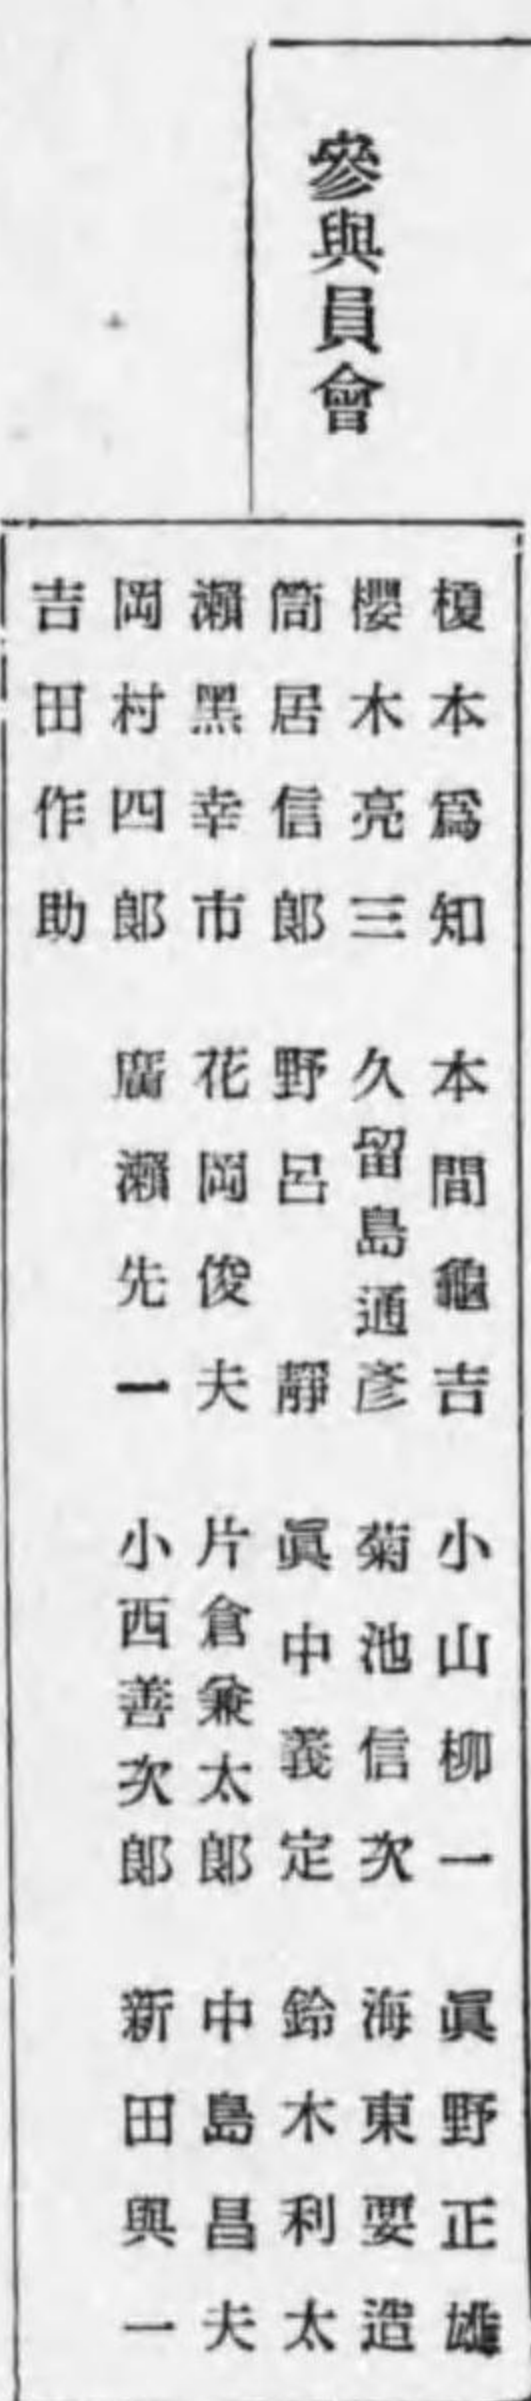 參與員會
榎本爲知　本間龜吉　小山柳一　眞野正雄
櫻木亮三　久留島通彦　菊池信次　海東要造
筒居信郎　野呂靜　眞中義定　鈴木利太
瀨黑幸市　花岡俊夫　片倉兼太郎　中島昌夫
岡村四郎　廣瀨先一　小西善次郎　新田興一
吉田作助